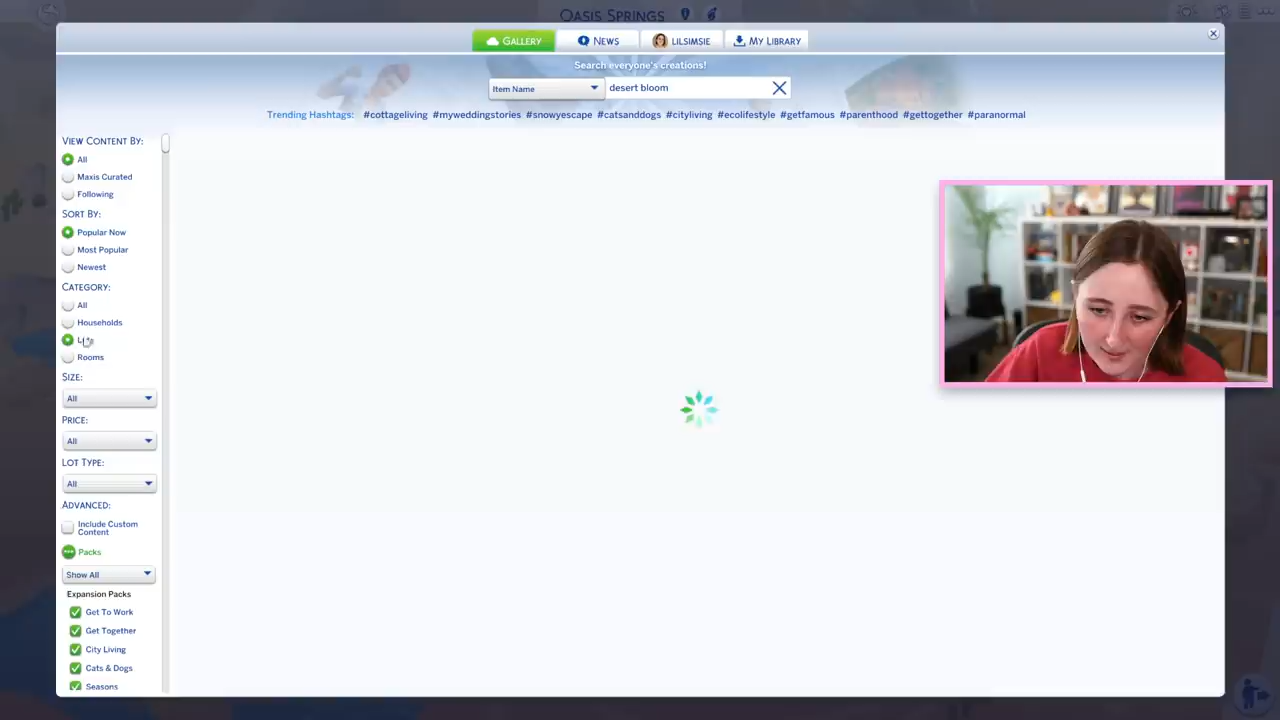 Oasis Springs
Gallery
News
LILSIMSIE
My Library
Search everyone's creations!
Item Name
desert bloom
Trending Hashtags: #cottageliving #myweddingstories #snowyescape #catsanddogs #cityliving #ecolifestyle #getfamous #parenthood #gettogether #paranormal
View Content By:
All
Maxis Curated
Following
Sort By:
Popular Now
Most Popular
Newest
Category:
All
Households
Rooms
Size:
All
Price:
All
Lot Type:
All
Advanced:
Include Custom
Content
Packs
Show All
Expansion Packs
Get To Work
Get Together
City Living
Cats & Dogs
Seasons